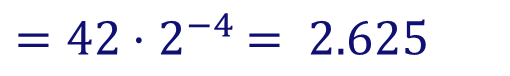 = 42 · 2⁻⁴ = 2.625